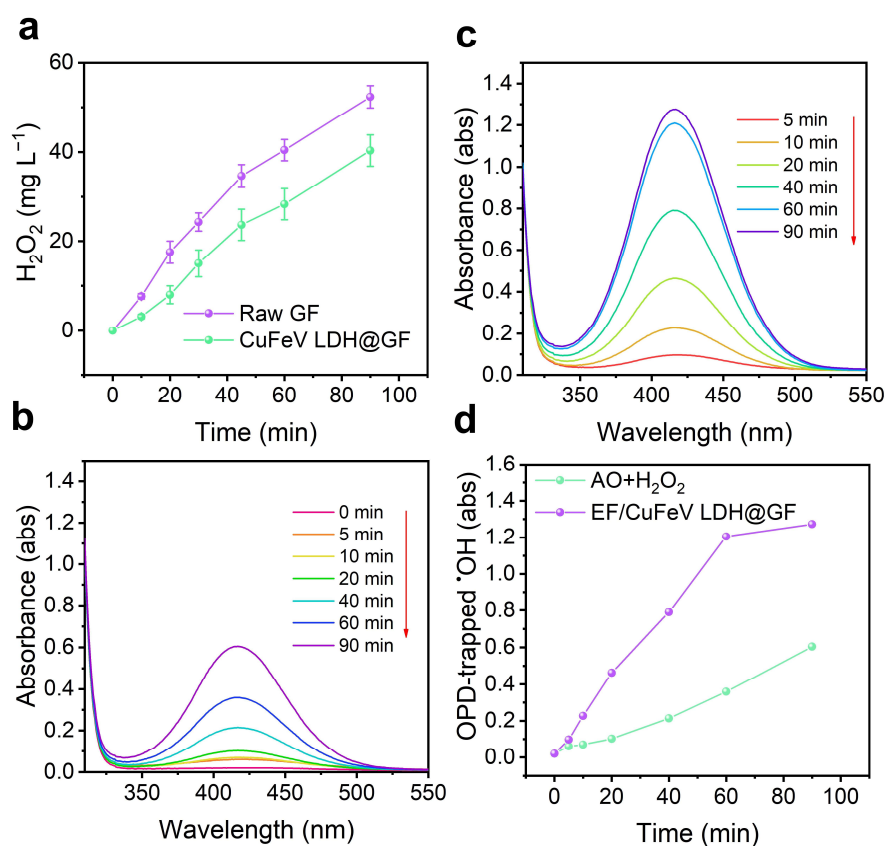 a
60
40
20
0
H₂O₂ (mg L⁻¹)
Raw GF
CuFeV LDH@GF
0 20 40 60 80 100
Time (min)
c
1.4
1.2
1.0
0.8
0.6
0.4
0.2
0.0
Absorbance (abs)
5 min
10 min
20 min
40 min
60 min
90 min
350 400 450 500 550
Wavelength (nm)
b
1.4
1.2
1.0
0.8
0.6
0.4
0.2
0.0
Absorbance (abs)
0 min
5 min
10 min
20 min
40 min
60 min
90 min
350 400 450 500 550
Wavelength (nm)
d
1.6
1.4
1.2
1.0
0.8
0.6
0.4
0.2
0.0
OPD-trapped •OH (abs)
AO+H₂O₂
EF/CuFeV LDH@GF
0 20 40 60 80 100
Time (min)